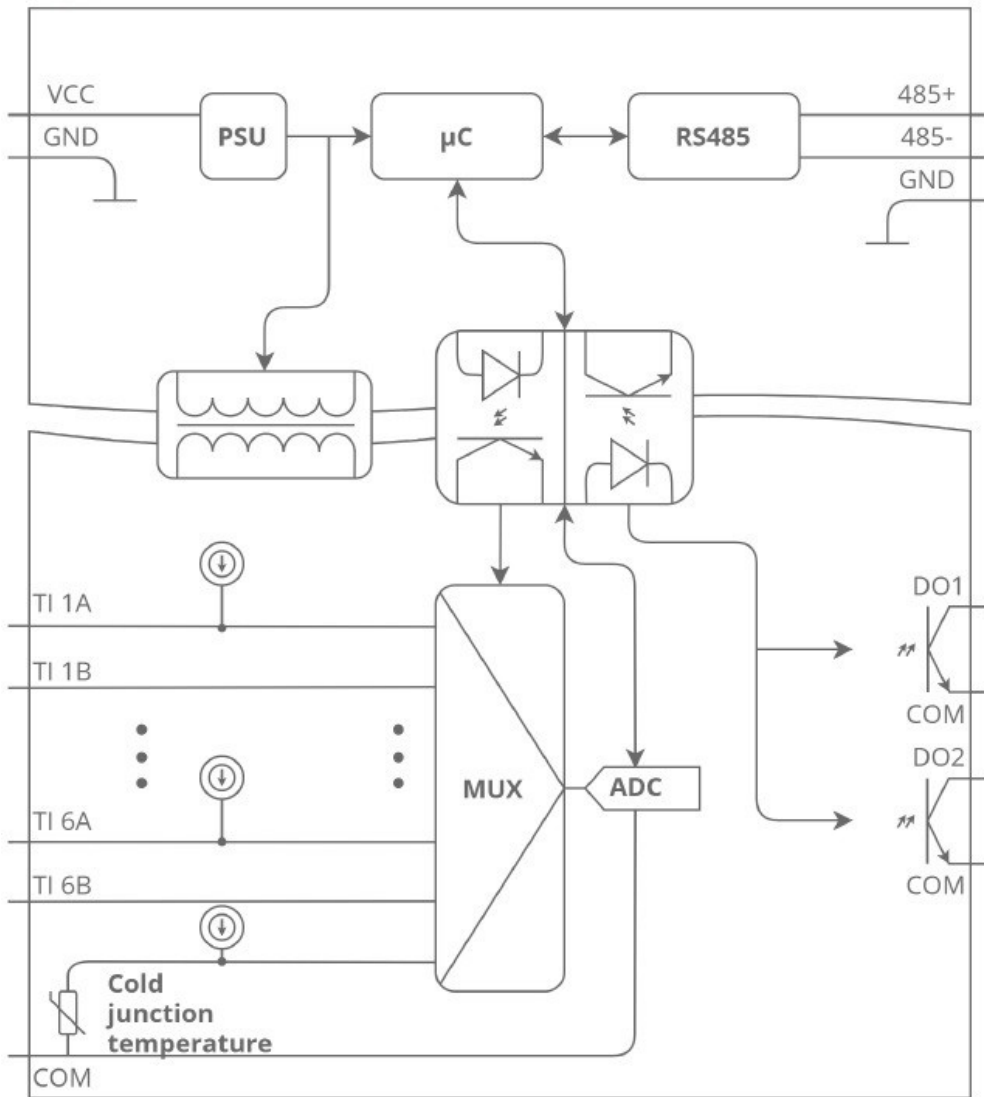 VCC
GND
PSU
µC
RS485
485+
485-
GND
TI 1A
TI 1B
TI 6A
TI 6B
MUX
ADC
DO1
COM
DO2
COM
Cold
junction
temperature
COM